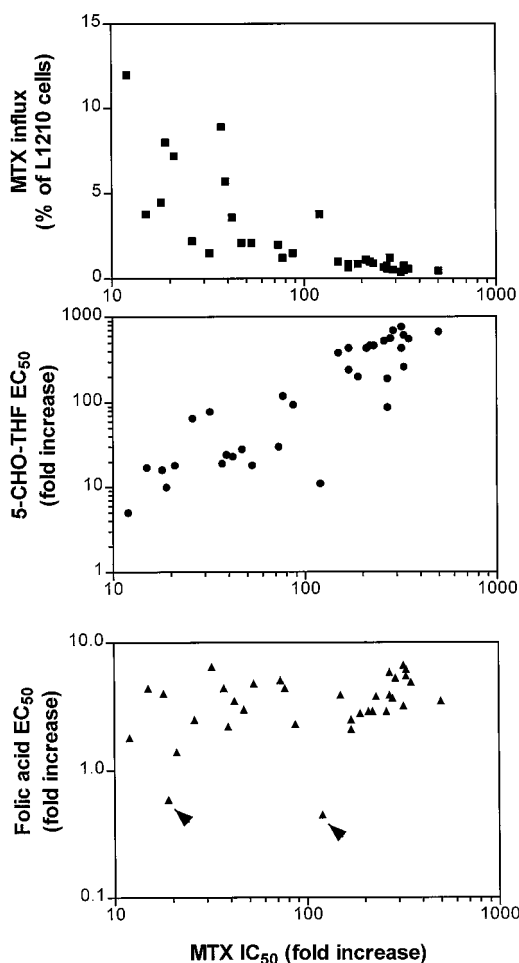 MTX influx
(% of L1210 cells)
15
10
5
0
10
100
1000
5-CHO-THF EC50
(fold increase)
1000
100
10
1
10
100
1000
Folic acid EC50
(fold increase)
10.0
1.0
0.1
10
100
1000
MTX IC50 (fold increase)